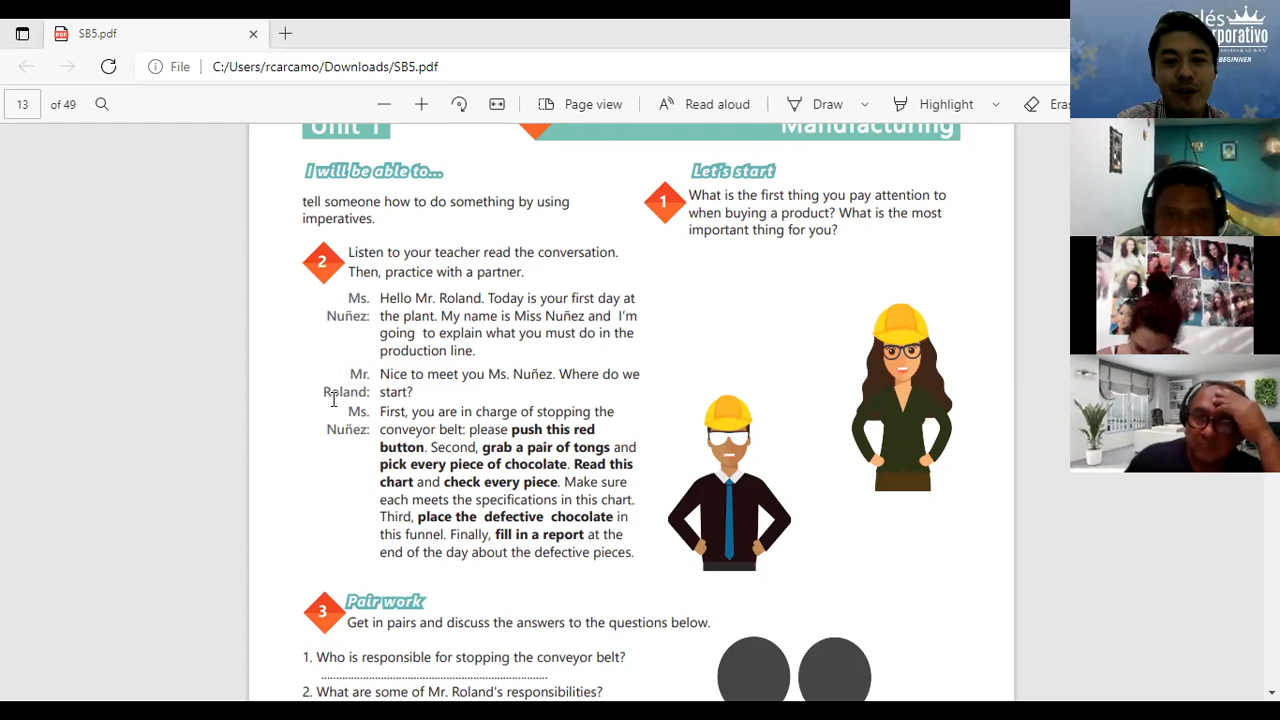 SB5.pdf
File C:/Users/rcarcamo/Downloads/SB5.pdf
13 of 49 Page view Read aloud Draw Highlight Eras
Unit 1 Manufacturing
I will be able to...
tell someone how to do something by using
imperatives.
Let's start
1 What is the first thing you pay attention to
when buying a product? What is the most
important thing for you?
2 Listen to your teacher read the conversation.
Then, practice with a partner.
Ms. Hello Mr. Roland. Today is your first day at
Nuñez: the plant. My name is Miss Nuñez and I'm
going to explain what you must do in the
production line.
Mr. Nice to meet you Ms. Nuñez. Where do we
Roland: start?
Ms. First, you are in charge of stopping the
Nuñez: conveyor belt: please push this red
button. Second, grab a pair of tongs and
pick every piece of chocolate. Read this
chart and check every piece. Make sure
each meets the specifications in this chart.
Third, place the defective chocolate in
this funnel. Finally, fill in a report at the
end of the day about the defective pieces.
3 Pair work
Get in pairs and discuss the answers to the questions below.
1. Who is responsible for stopping the conveyor belt?
2. What are some of Mr. Roland's responsibilities?
BEGINNER